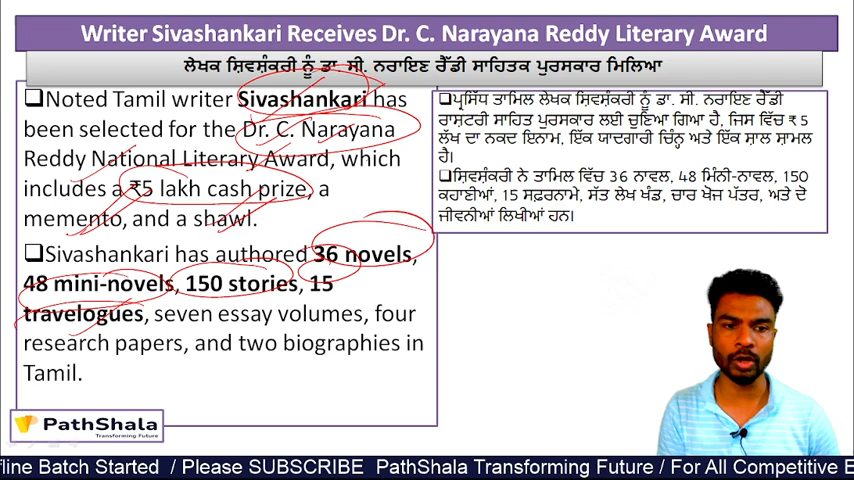 Writer Sivashankari Receives Dr. C. Narayana Reddy Literary Award
ਲੇਖਕ ਸ਼ਿਵਸ਼ੰਕਰੀ ਨੂੰ ਡਾ. ਸੀ. ਨਰਾਇਣ ਰੈੱਡੀ ਸਾਹਿਤਕ ਪੁਰਸਕਾਰ ਮਿਲਿਆ
❑Noted Tamil writer Sivashankari has
been selected for the Dr. C. Narayana
Reddy National Literary Award, which
includes a ₹5 lakh cash prize, a
memento, and a shawl.
❑Sivashankari has authored 36 novels,
48 mini-novels, 150 stories, 15
travelogues, seven essay volumes, four
research papers, and two biographies in
Tamil.
❑ਪ੍ਰਸਿੱਧ ਤਾਮਿਲ ਲੇਖਕ ਸ਼ਿਵਸ਼ੰਕਰੀ ਨੂੰ ਡਾ. ਸੀ. ਨਰਾਇਣ ਰੈੱਡੀ
ਰਾਸ਼ਟਰੀ ਸਾਹਿਤ ਪੁਰਸਕਾਰ ਲਈ ਚੁਣਿਆ ਗਿਆ ਹੈ, ਜਿਸ ਵਿੱਚ ₹ 5
ਲੱਖ ਦਾ ਨਕਦ ਇਨਾਮ, ਇੱਕ ਯਾਦਗਾਰੀ ਚਿੰਨ੍ਹ ਅਤੇ ਇੱਕ ਸ਼ਾਲ ਸ਼ਾਮਲ
ਹੈ।
❑ਸ਼ਿਵਸ਼ੰਕਰੀ ਨੇ ਤਾਮਿਲ ਵਿੱਚ 36 ਨਾਵਲ, 48 ਮਿੰਨੀ-ਨਾਵਲ, 150
ਕਹਾਣੀਆਂ, 15 ਸਫ਼ਰਨਾਮੇ, ਸੱਤ ਲੇਖ ਖੰਡ, ਚਾਰ ਖੋਜ ਪੱਤਰ, ਅਤੇ ਦੋ
ਜੀਵਨੀਆਂ ਲਿਖੀਆਂ ਹਨ।
PathShala
Transforming Future
fline Batch Started / Please SUBSCRIBE PathShala Transforming Future / For All Competitive E